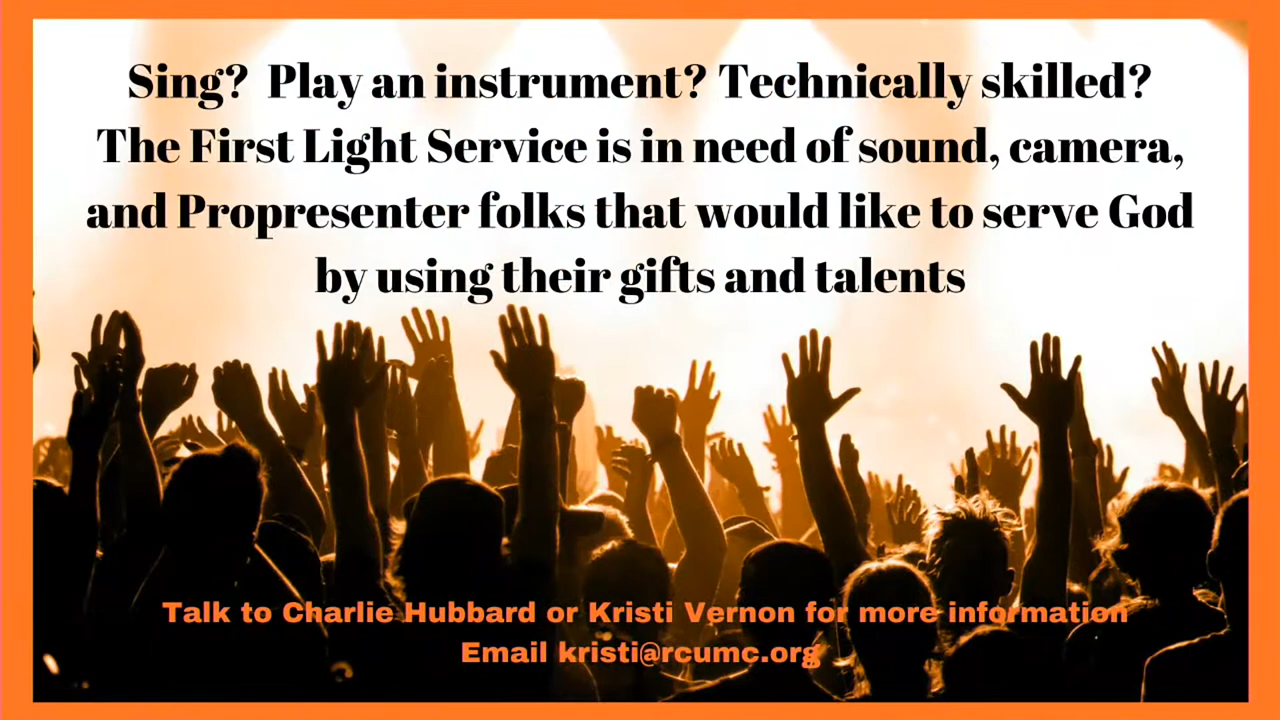 Sing?  Play an instrument? Technically skilled?
The First Light Service is in need of sound, camera,
and Propresenter folks that would like to serve God
by using their gifts and talents
Talk to Charlie Hubbard or Kristi Vernon for more information
Email kristi@rcumc.org